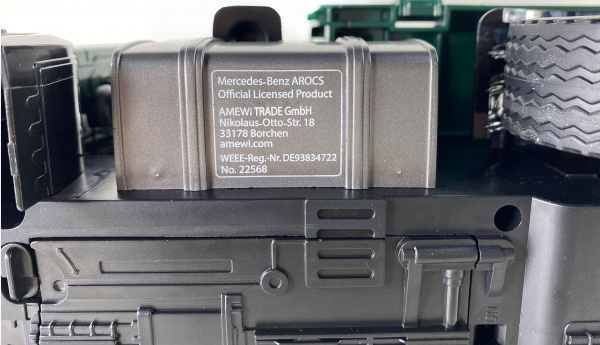 Mercedes-Benz AROCS
Official Licensed Product
AMEWi TRADE GmbH
Nikolaus-Otto-Str. 18
33178 Borchen
amewi.com
WEEE-Reg.-Nr. DE93834722
No. 22568